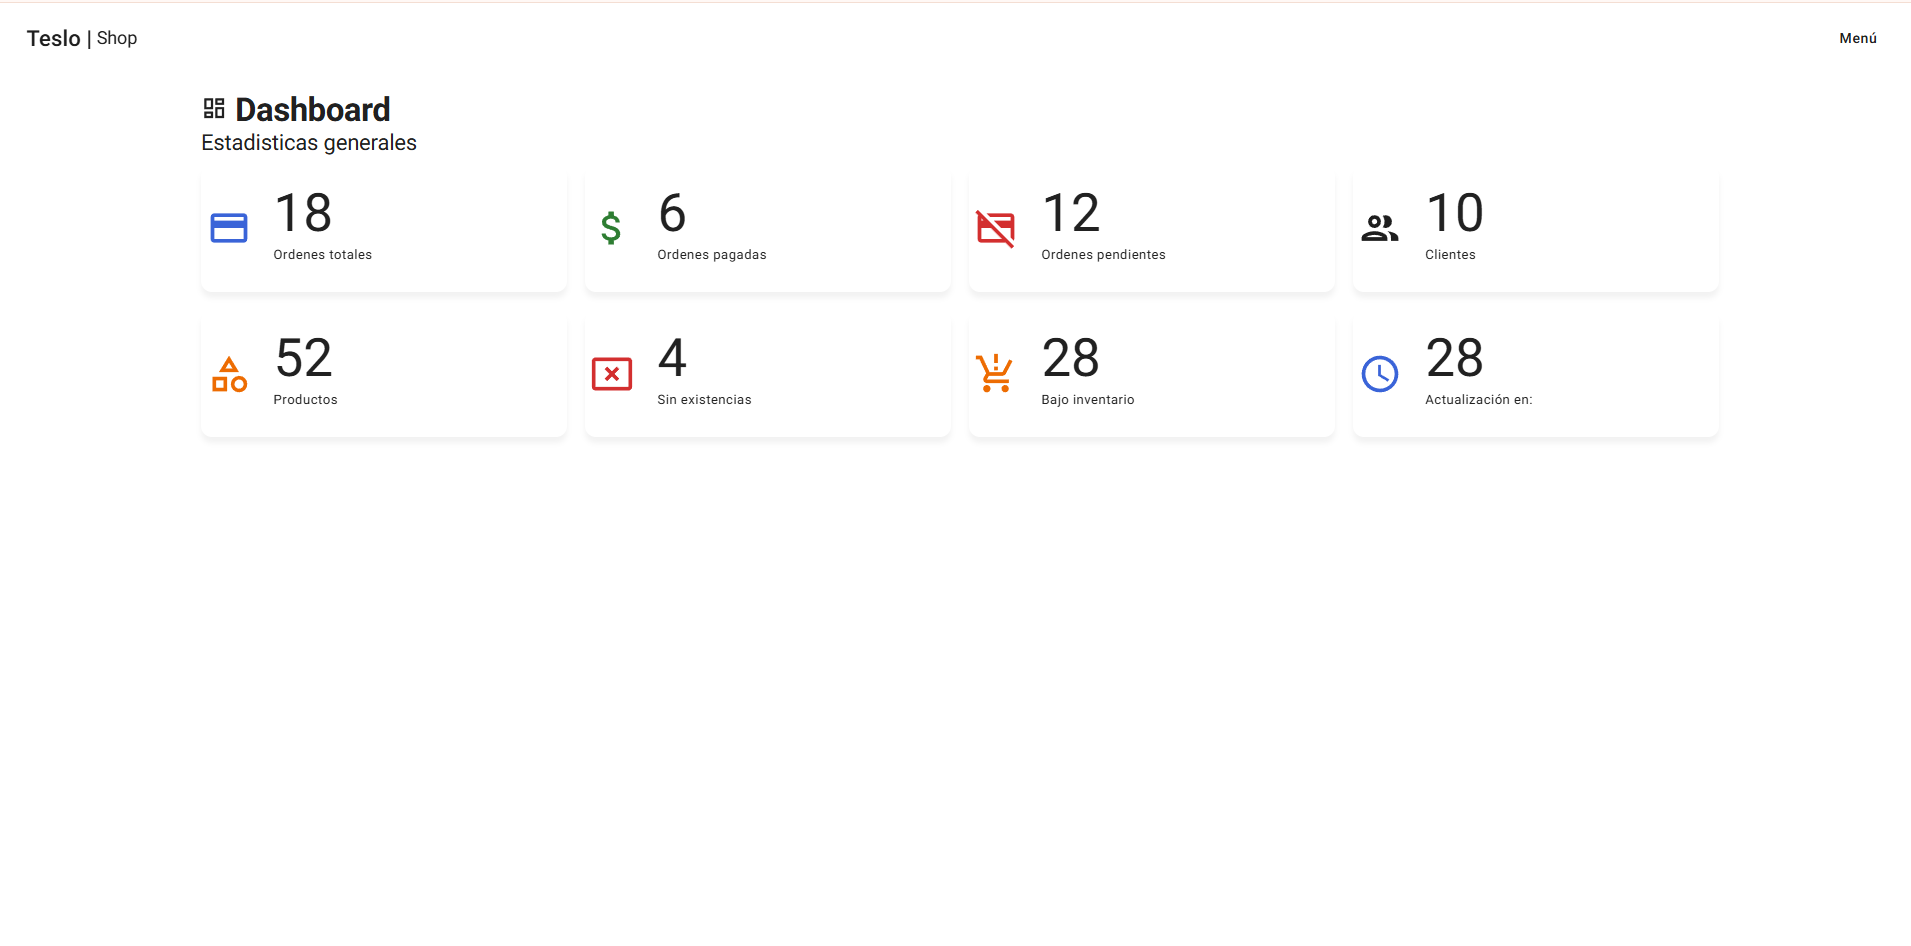 Teslo | Shop
Menú
Dashboard
Estadisticas generales
18
Ordenes totales
6
Ordenes pagadas
12
Ordenes pendientes
10
Clientes
52
Productos
4
Sin existencias
28
Bajo inventario
28
Actualización en: